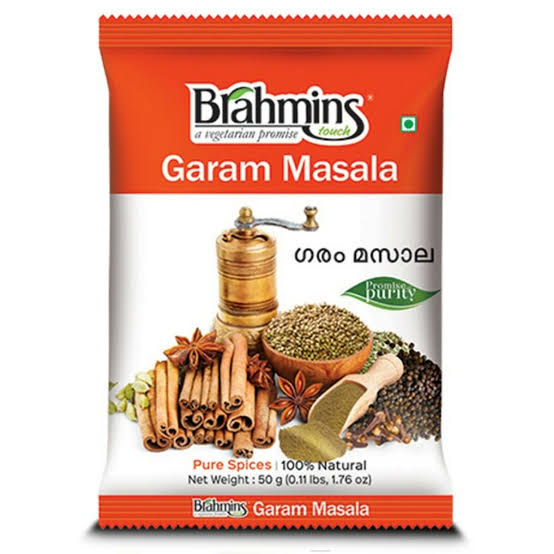 Brahmins®
a vegetarian promise touch
Garam Masala
ഗരം മസാല
Promise
purity
Pure Spices | 100% Natural
Net Weight : 50 g (0.11 lbs, 1.76 oz)
Brahmins Garam Masala